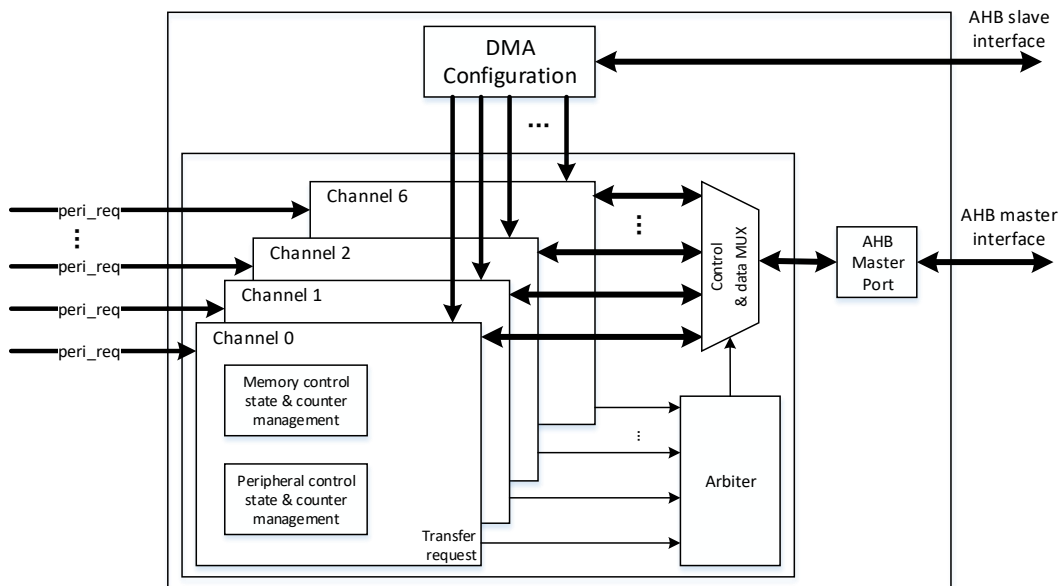 AHB slave
interface
DMA
Configuration
...
Channel 6
peri_req
...
...
Channel 2
peri_req
Channel 1
peri_req
Channel 0
peri_req
Control
& data MUX
AHB
Master
Port
AHB master
interface
Memory control
state & counter
management
...
Peripheral control
state & counter
management
Arbiter
Transfer
request